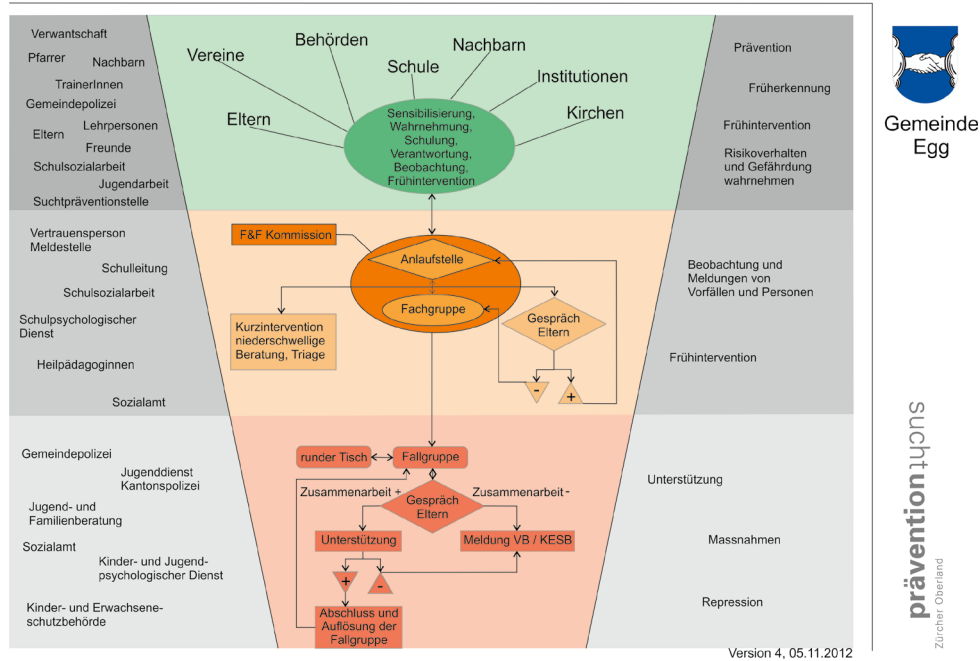 Verwantschaft
Pfarrer
Nachbarn
TrainerInnen
Gemeindepolizei
Lehrpersonen
Eltern
Freunde
Schulsozialarbeit
Jugendarbeit
Suchtpräventionstelle
Behörden
Nachbarn
Vereine
Schule
Institutionen
Eltern
Kirchen
Sensibilisierung,
Wahrnehmung,
Schulung,
Verantwortung,
Beobachtung,
Frühintervention
Prävention
Früherkennung
Frühintervention
Risikoverhalten
und Gefährdung
wahrnehmen
Gemeinde
Egg
Vertrauensperson
Meldestelle
Schulleitung
Schulsozialarbeit
Schulpsychologischer
Dienst
Heilpädagoginnen
Sozialamt
F&F Kommission
Anlaufstelle
Fachgruppe
Kurzintervention
niederschwellige
Beratung, Triage
Gespräch
Eltern
-
+
Beobachtung und
Meldungen von
Vorfällen und Personen
Frühintervention
Gemeindepolizei
Jugenddienst
Kantonspolizei
Jugend- und
Familienberatung
Sozialamt
Kinder- und Jugend-
psychologischer Dienst
Kinder- und Erwachsene-
schutzbehörde
runder Tisch
Fallgruppe
Zusammenarbeit +
Zusammenarbeit -
Gespräch
Eltern
Unterstützung
Meldung VB / KESB
+
-
Abschluss und
Auflösung der
Fallgruppe
Unterstützung
Massnahmen
Repression
suchtprävention
Zürcher Oberland
Version 4, 05.11.2012